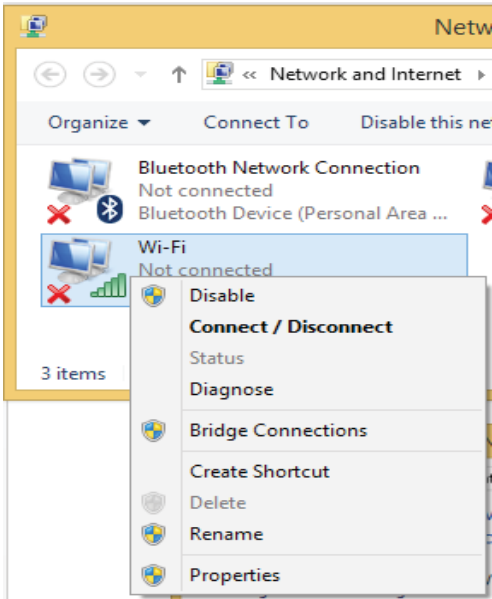 Netw
« Network and Internet
Organize Connect To Disable this ne
Bluetooth Network Connection
Not connected
Bluetooth Device (Personal Area ...
Wi-Fi
Not connected
Disable
Connect / Disconnect
Status
Diagnose
3 items
Bridge Connections
Create Shortcut
Delete
Rename
Properties